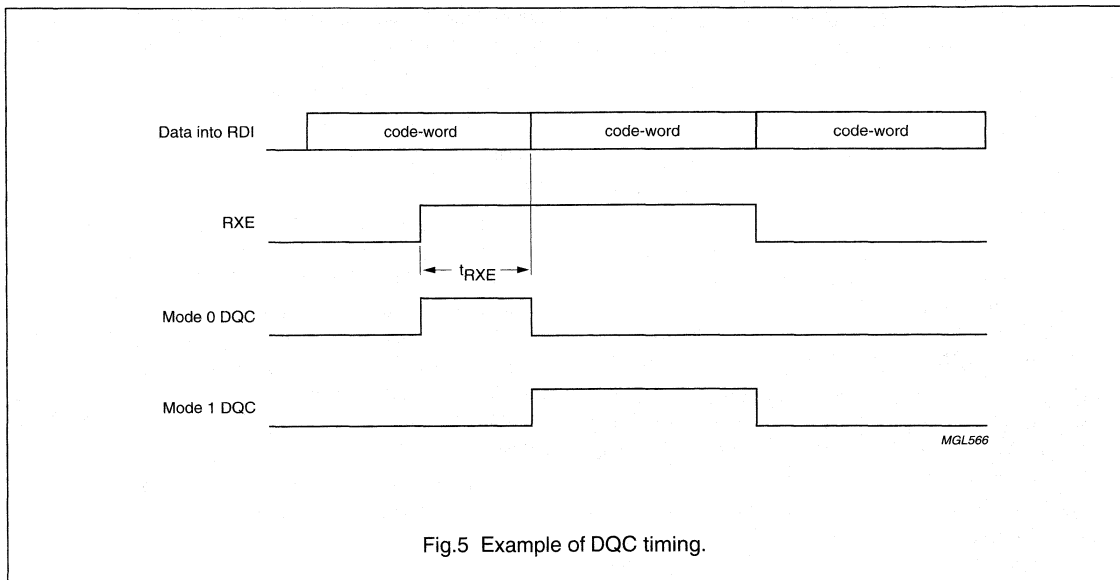 Data into RDI
code-word code-word code-word
RXE
tRXE
Mode 0 DQC
Mode 1 DQC
MGL566
Fig.5 Example of DQC timing.